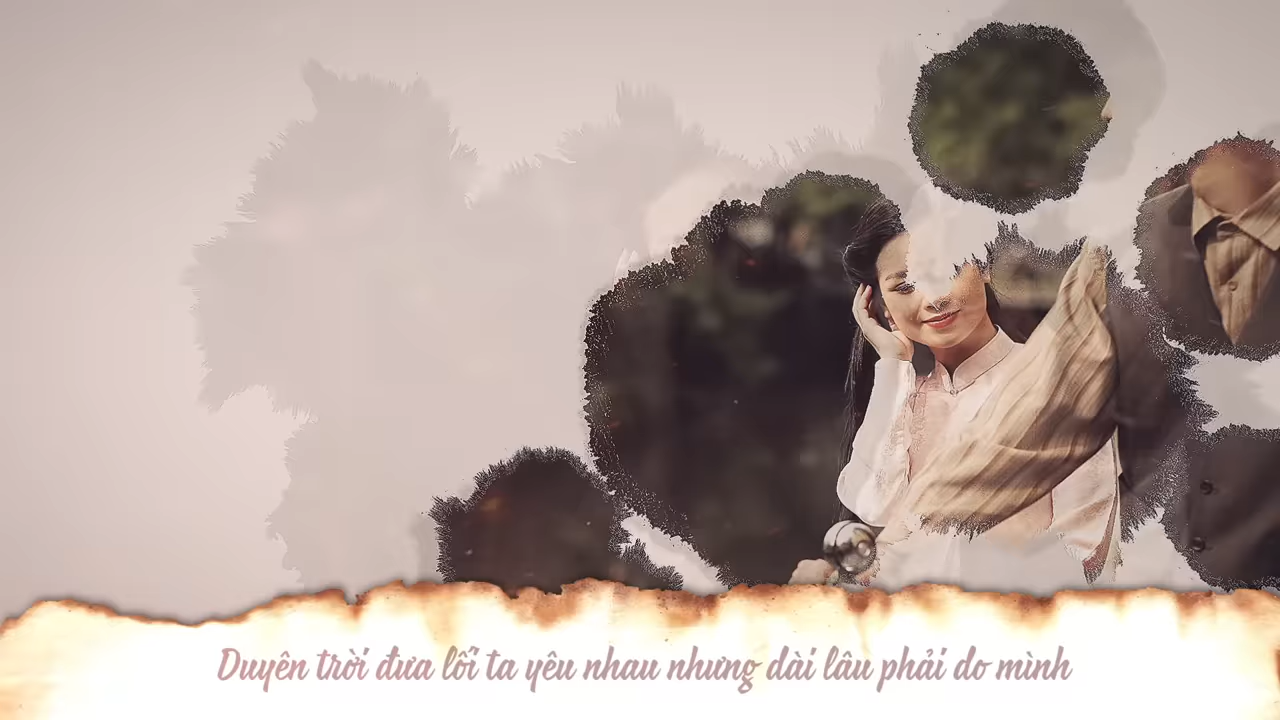 Duyên trời đưa lối ta yêu nhau nhưng dài lâu phải do mình